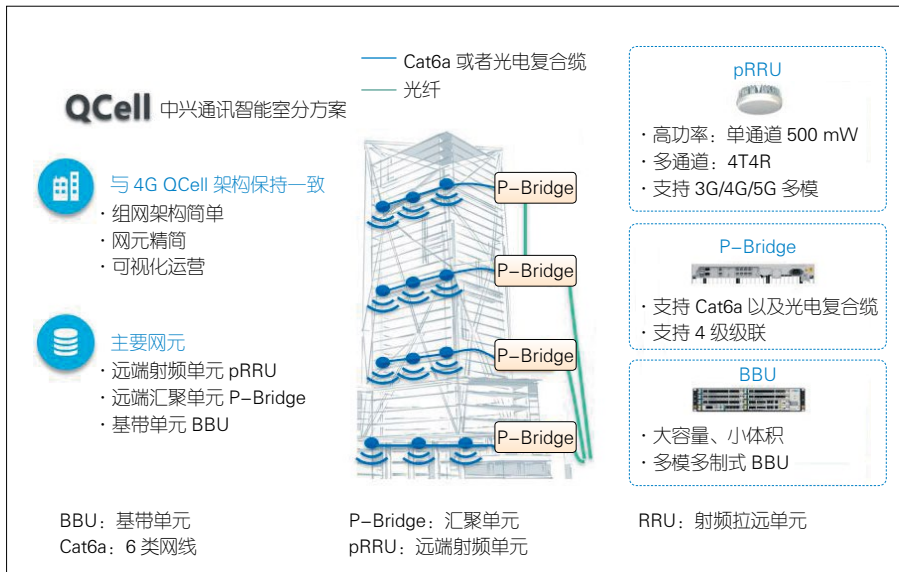 QCell 中兴通讯智能室分方案
Cat6a 或者光电复合缆
光纤
与 4G QCell 架构保持一致
· 组网架构简单
· 网元精简
· 可视化运营
主要网元
· 远端射频单元 pRRU
· 远端汇聚单元 P-Bridge
· 基带单元 BBU
P-Bridge
P-Bridge
P-Bridge
P-Bridge
pRRU
· 高功率：单通道 500 mW
· 多通道：4T4R
· 支持 3G/4G/5G 多模
P-Bridge
· 支持 Cat6a 以及光电复合缆
· 支持 4 级级联
BBU
· 大容量、小体积
· 多模多制式 BBU
BBU：基带单元
Cat6a：6 类网线
P-Bridge：汇聚单元
pRRU：远端射频单元
RRU：射频拉远单元